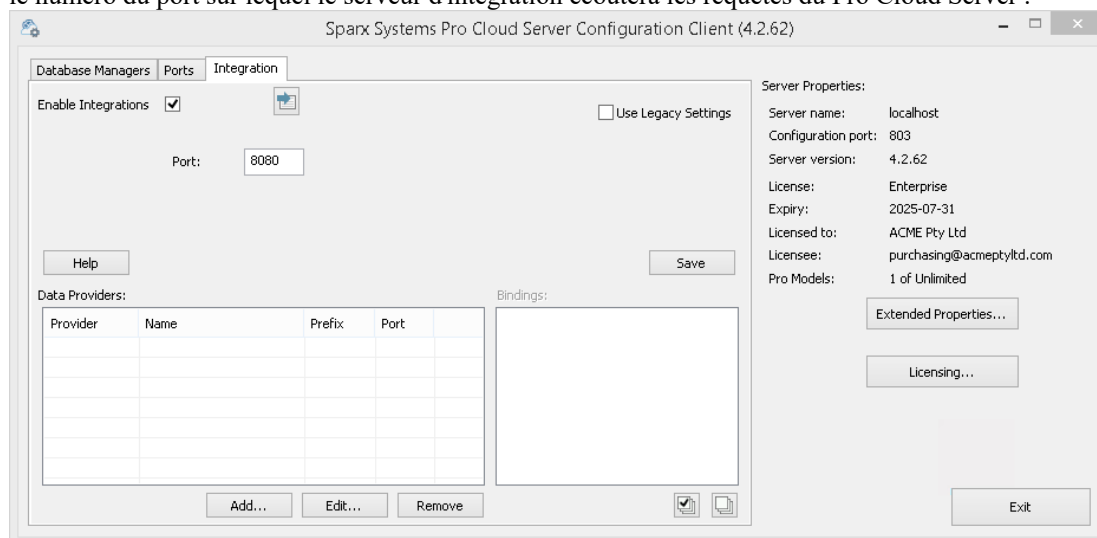 le numéro du port sur lequel le serveur d'intégration écoutera les requêtes du Pro Cloud Server :
Sparx Systems Pro Cloud Server Configuration Client (4.2.62)
Database Managers Ports Integration
Enable Integrations
Use Legacy Settings
Port: 8080
Help Save
Data Providers: Bindings:
Provider Name Prefix Port
Add... Edit... Remove
Server Properties:
Server name: localhost
Configuration port: 803
Server version: 4.2.62
License: Enterprise
Expiry: 2025-07-31
Licensed to: ACME Pty Ltd
Licensee: purchasing@acmeptyltd.com
Pro Models: 1 of Unlimited
Extended Properties...
Licensing...
Exit